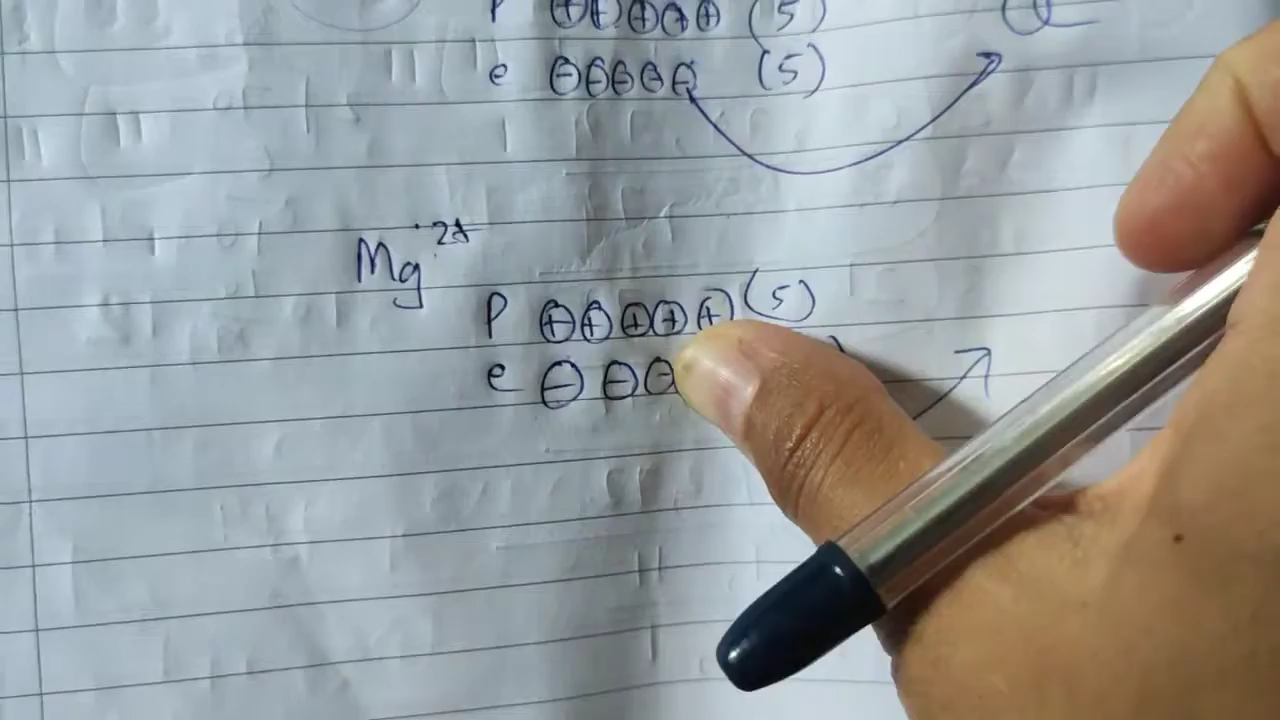 P ⊕⊕⊕⊕⊕ (5)
e ⊖⊖⊖⊖⊖ (5)
Mg²⁺
P ⊕⊕⊕⊕⊕ (5)
e ⊖⊖⊖